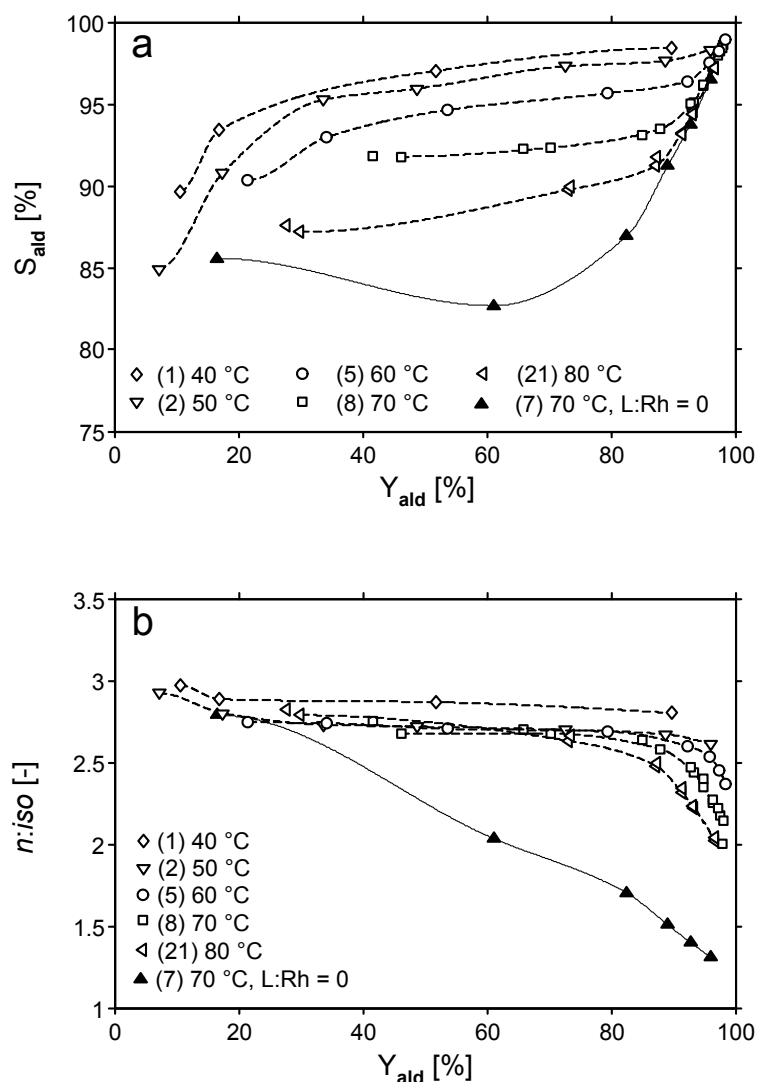 a
100
95
90
85
80
75
S_ald [%]
(1) 40 °C (5) 60 °C (21) 80 °C
(2) 50 °C (8) 70 °C (7) 70 °C, L:Rh = 0
0 20 40 60 80 100
Y_ald [%]
b
3.5
3
2.5
2
1.5
1
n:iso [-]
(1) 40 °C
(2) 50 °C
(5) 60 °C
(8) 70 °C
(21) 80 °C
(7) 70 °C, L:Rh = 0
0 20 40 60 80 100
Y_ald [%]